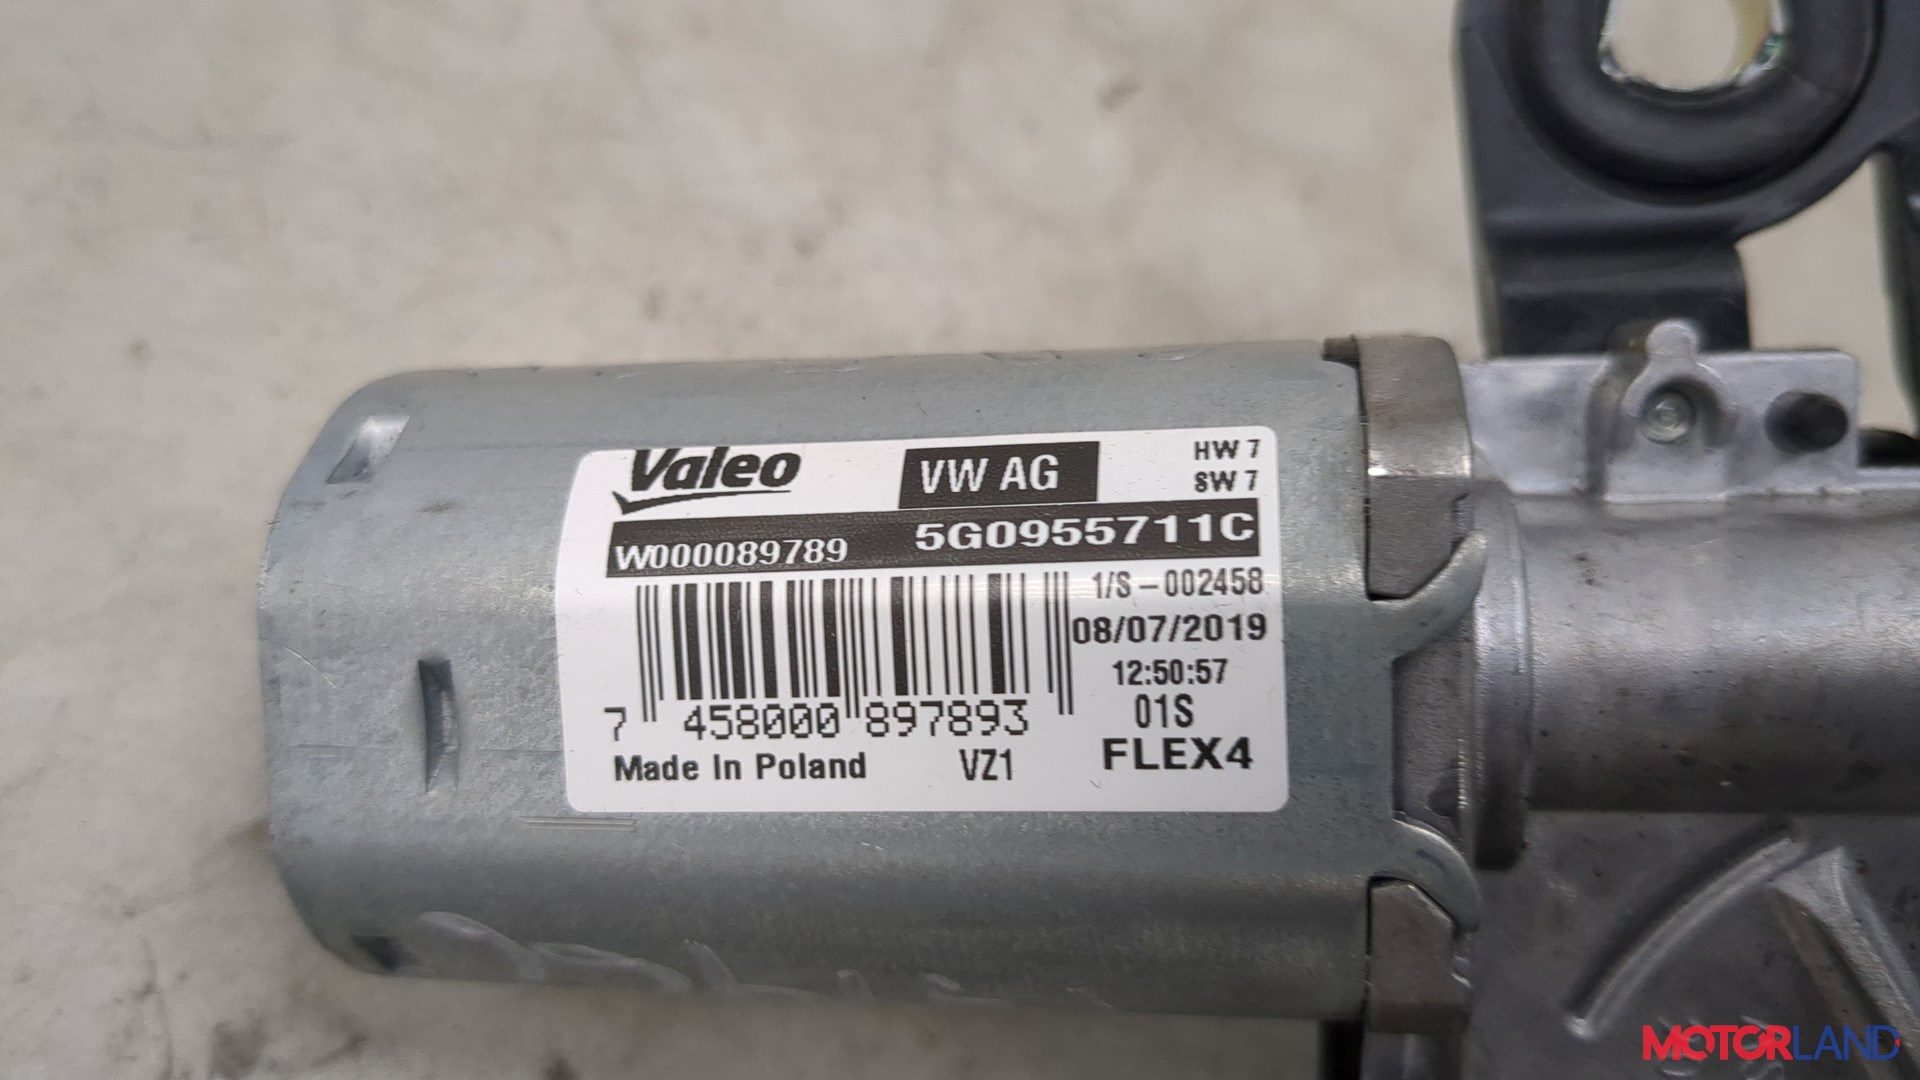 Valeo
VW AG
HW 7
SW 7
W000089789 5G0955711C
1/S-002458
08/07/2019
12:50:57
7 458000 897893
01S
Made In Poland VZ1 FLEX4
MOTORLAND